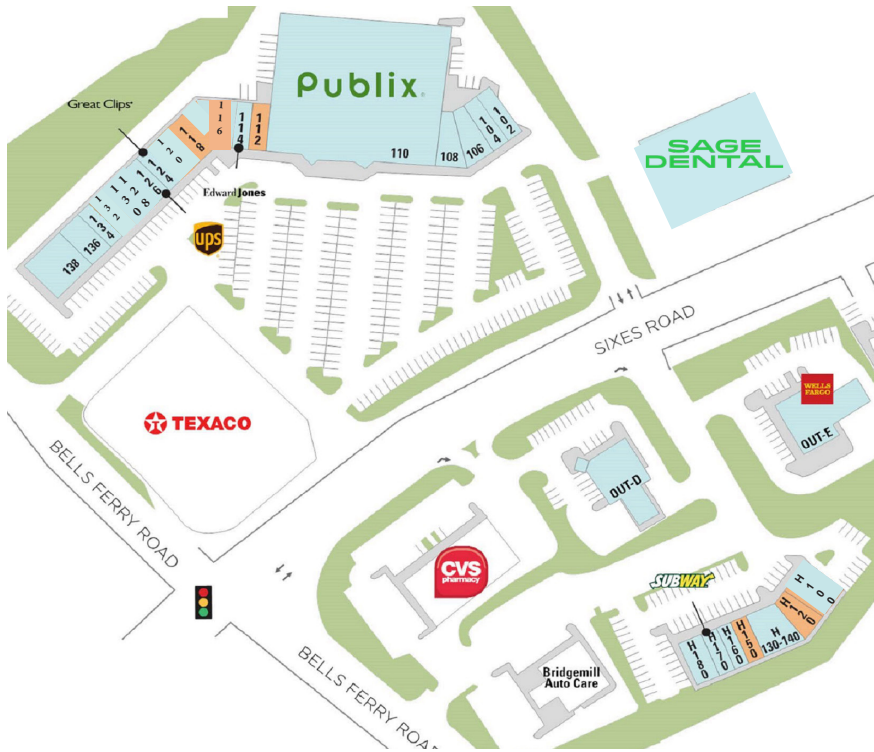 Publix
Great Clips
116
114
112
110
108
106
104
102
118
120
124
126
128
130
132
134
136
138
EdwardJones
ups
SAGE
DENTAL
SIXES ROAD
TEXACO
WELLS
FARGO
OUT-E
OUT-D
BELLS FERRY ROAD
CVS
pharmacy
SUBWAY
H100
H120
H
130-140
H150
H160
H170
H180
Bridgemill
Auto Care
BELLS FERRY ROAD